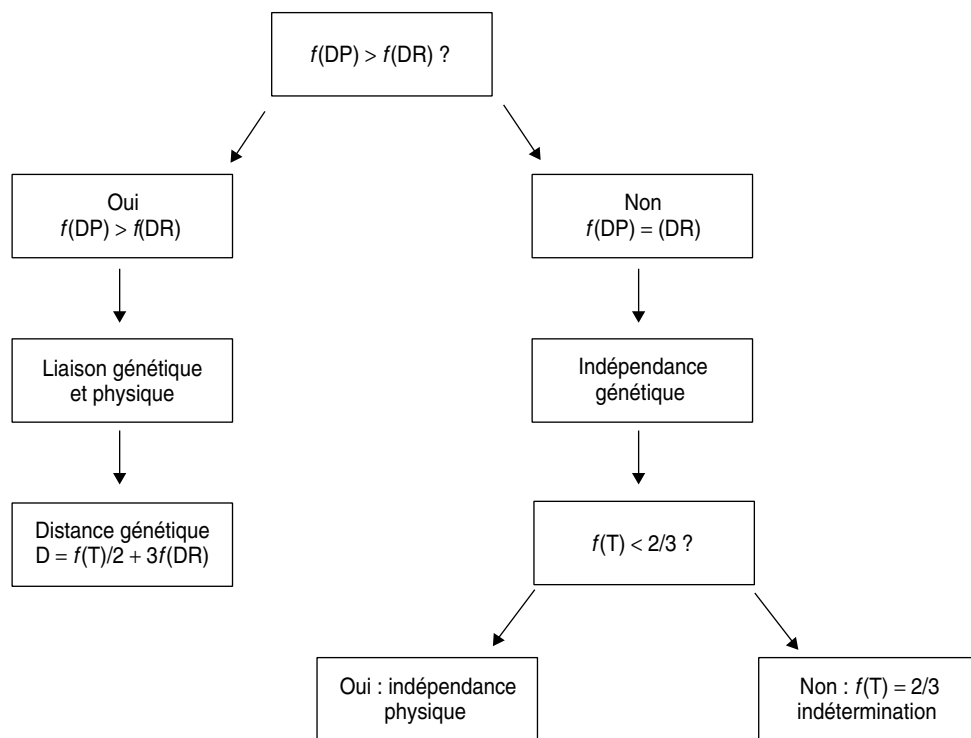 f(DP) > f(DR) ?
Oui
f(DP) > f(DR)
Non
f(DP) = (DR)
Liaison génétique
et physique
Indépendance
génétique
Distance génétique
D = f(T)/2 + 3f(DR)
f(T) < 2/3 ?
Oui : indépendance
physique
Non : f(T) = 2/3
indétermination